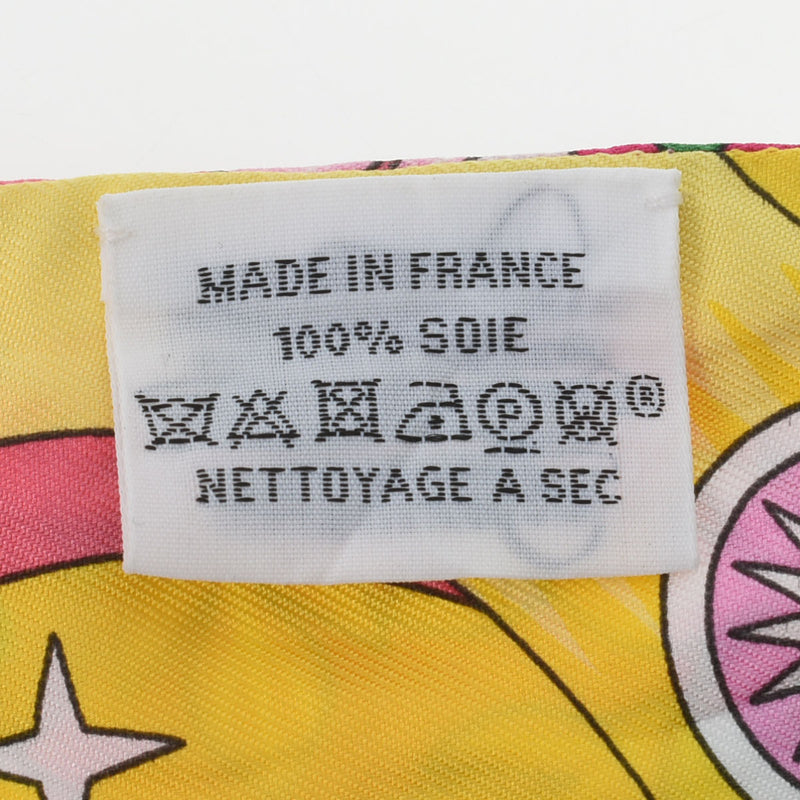 MADE IN FRANCE
100% SOIE
P W ®
NETTOYAGE A SEC